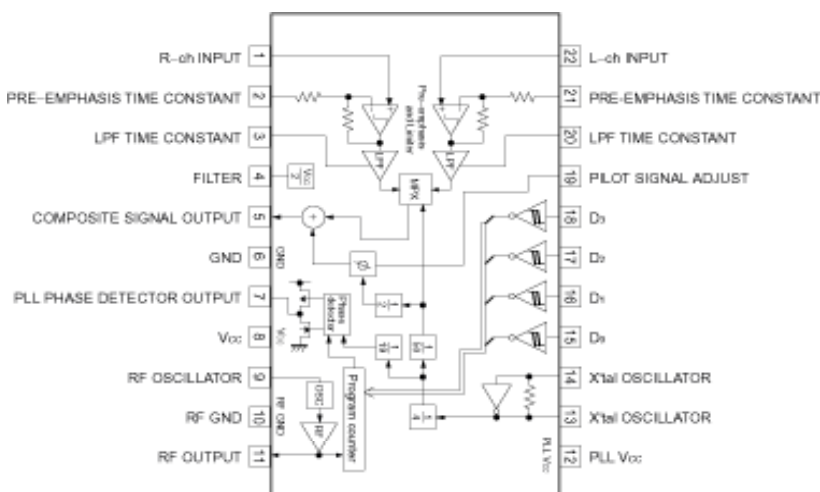 R-ch INPUT
1
22
L-ch INPUT
PRE-EMPHASIS TIME CONSTANT
2
21
PRE-EMPHASIS TIME CONSTANT
Pre-emphasis
and Limiter
LPF TIME CONSTANT
3
20
LPF TIME CONSTANT
LPF
LPF
FILTER
4
Vcc
2
MPX
19
PILOT SIGNAL ADJUST
COMPOSITE SIGNAL OUTPUT
5
+
18
D3
GND
6
GND
17
D2
PLL PHASE DETECTOR OUTPUT
7
Phase
detector
1
2
16
D1
Vcc
8
Vcc
1
1
15
D0
RF OSCILLATOR
9
OSC
Program counter
14
X'tal OSCILLATOR
RF GND
10
RF GND
RF
1
4
13
X'tal OSCILLATOR
RF OUTPUT
11
PLL Vcc
12
PLL Vcc